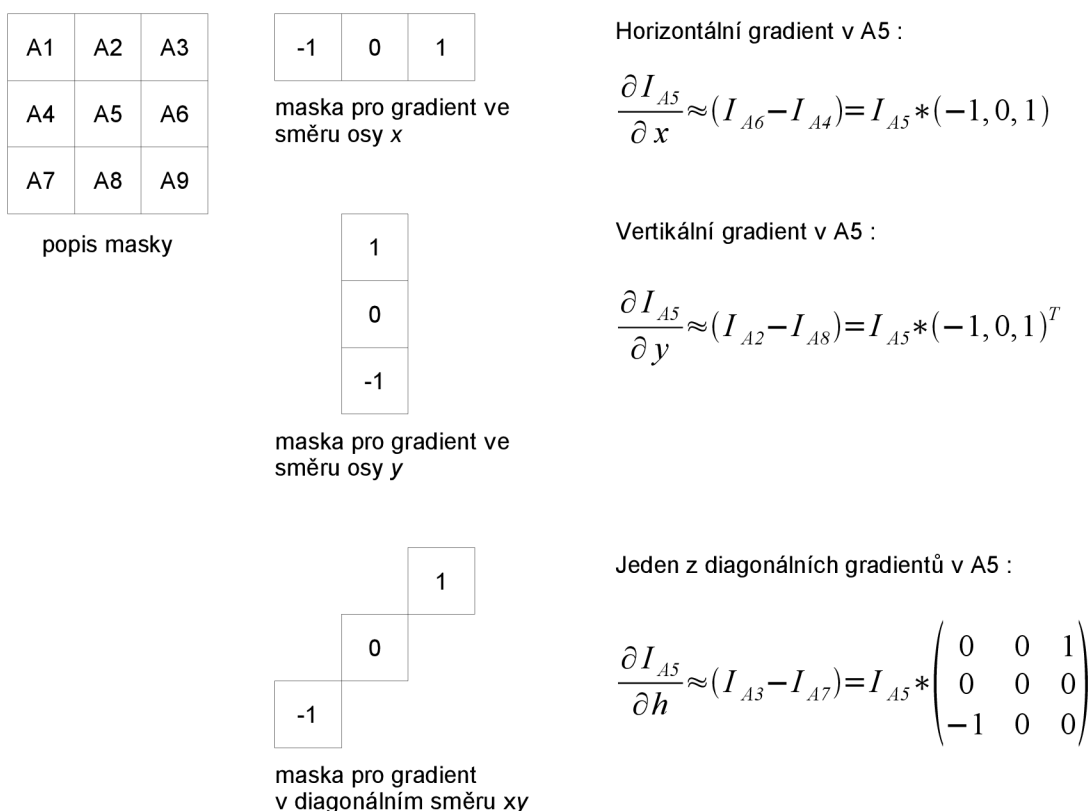 A1 A2 A3
A4 A5 A6
A7 A8 A9
popis masky
-1 0 1
maska pro gradient ve
směru osy x
Horizontální gradient v A5 :
∂I_A5/∂x ≈ (I_A6 − I_A4) = I_A5 * (−1, 0, 1)
1
0
-1
maska pro gradient ve
směru osy y
Vertikální gradient v A5 :
∂I_A5/∂y ≈ (I_A2 − I_A8) = I_A5 * (−1, 0, 1)^T
1
0
-1
maska pro gradient
v diagonálním směru xy
Jeden z diagonálních gradientů v A5 :
∂I_A5/∂h ≈ (I_A3 − I_A7) = I_A5 *
0 0 1
0 0 0
−1 0 0